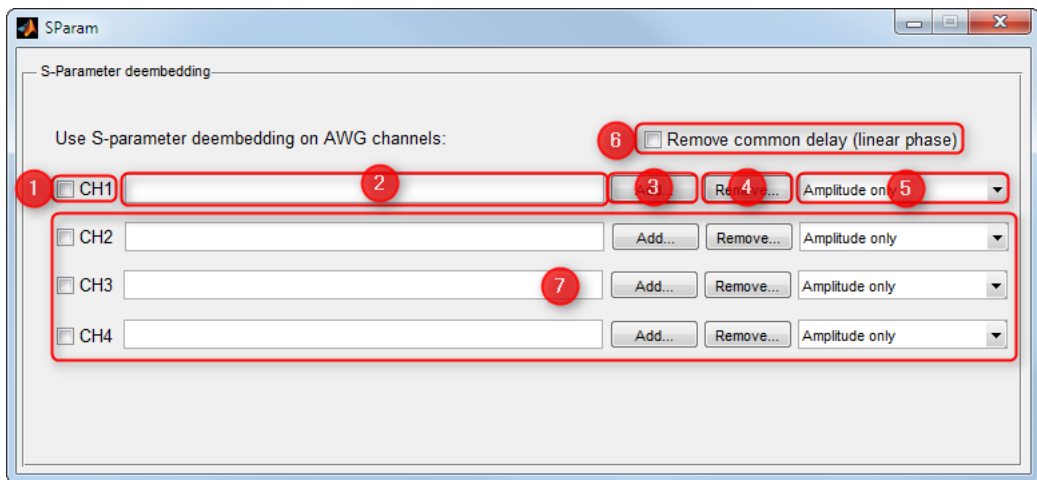 SParam
S-Parameter deembedding
Use S-parameter deembedding on AWG channels:
6 Remove common delay (linear phase)
1 CH1 2 Add... 3 Remove... 4 Amplitude only 5
CH2 Add... Remove... Amplitude only
CH3 7 Add... Remove... Amplitude only
CH4 Add... Remove... Amplitude only